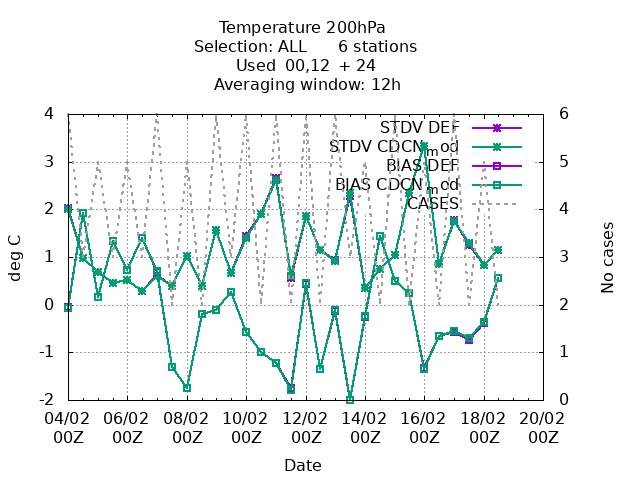 Temperature 200hPa
Selection: ALL      6 stations
Used  00,12  + 24
Averaging window: 12h
4 6
STDV DEF
STDV CDCN_mod
3 5
BIAS DEF
BIAS CDCN_mod
2 4
CASES
deg C
No cases
1 3
0 2
-1 1
-2 0
04/02 06/02 08/02 10/02 12/02 14/02 16/02 18/02 20/02
00Z 00Z 00Z 00Z 00Z 00Z 00Z 00Z 00Z
Date